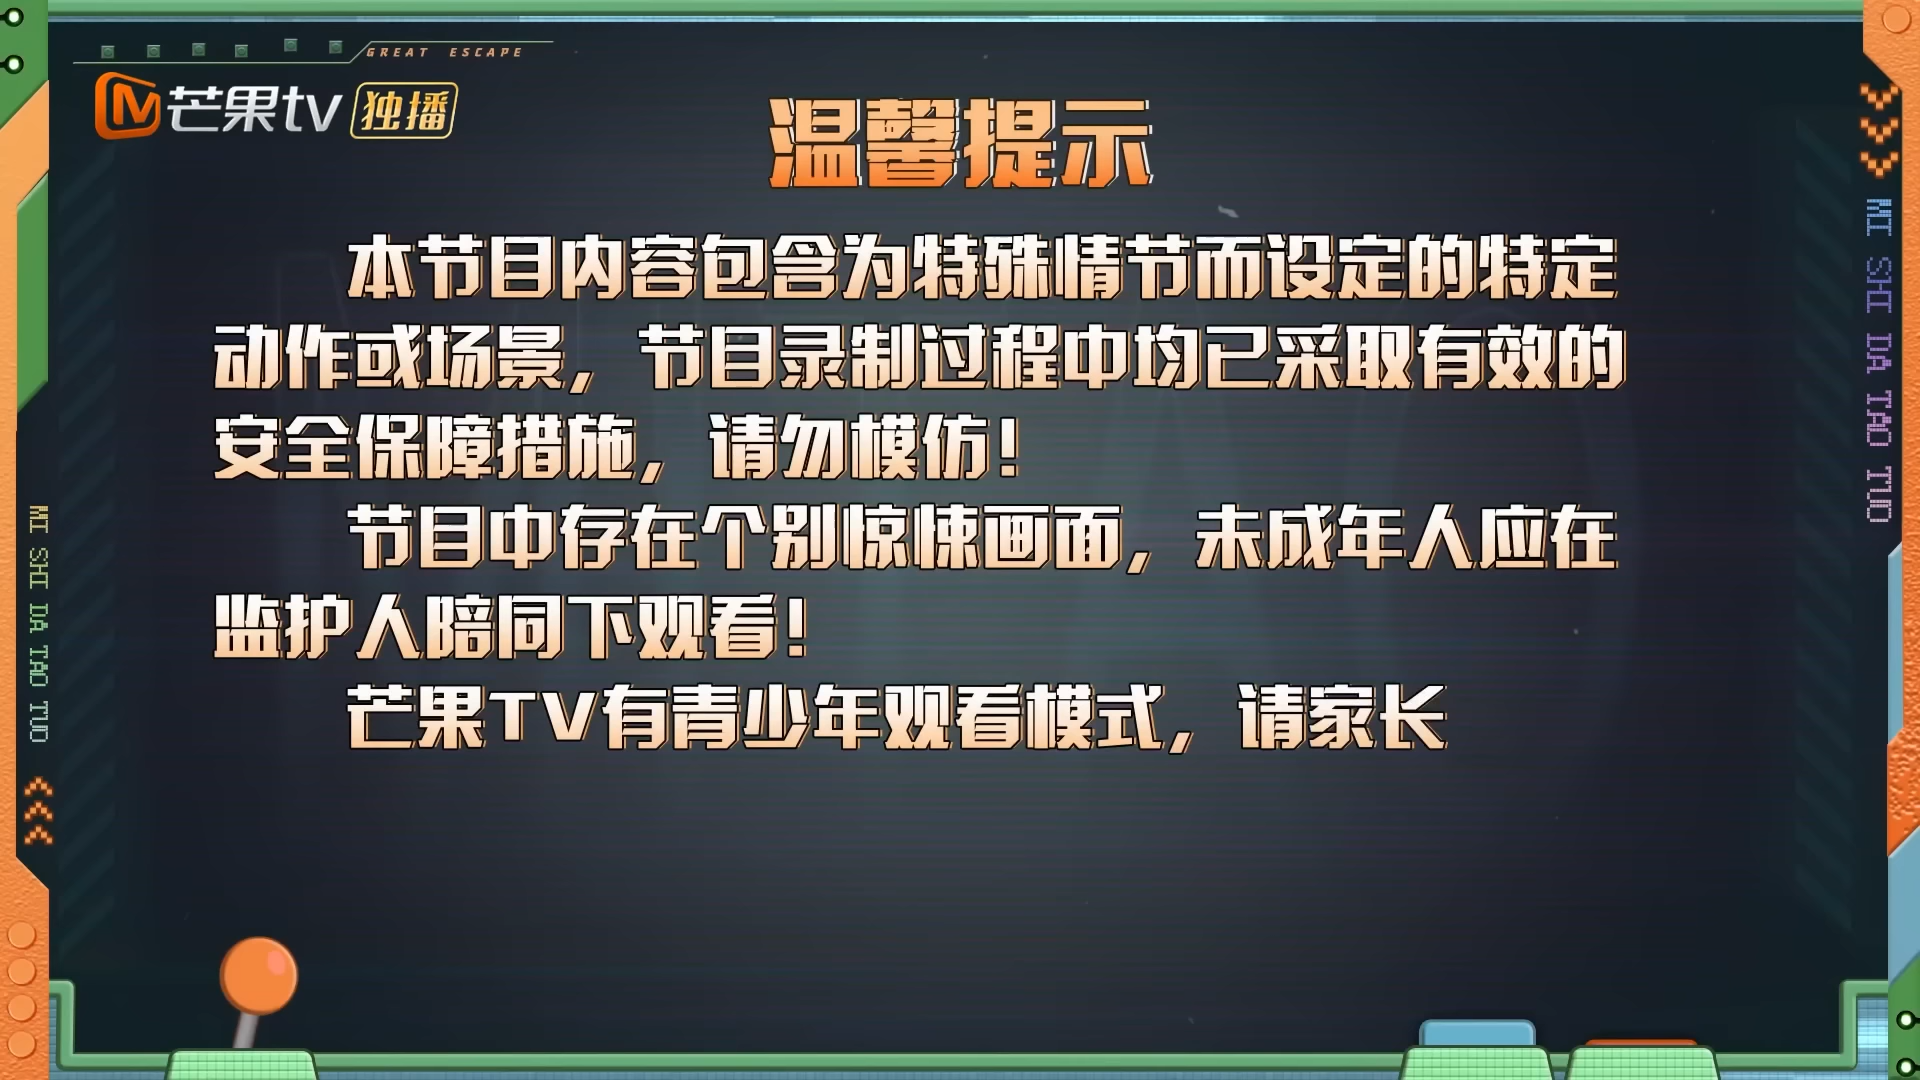 GREAT ESCAPE
芒果tv 独播
温馨提示
本节目内容包含为特殊情节而设定的特定
动作或场景，节目录制过程中均已采取有效的
安全保障措施，请勿模仿！
节目中存在个别惊悚画面，未成年人应在
监护人陪同下观看！
芒果TV有青少年观看模式，请家长
MI SHI DA TAO TUO
MI SHI DA TAO TUO